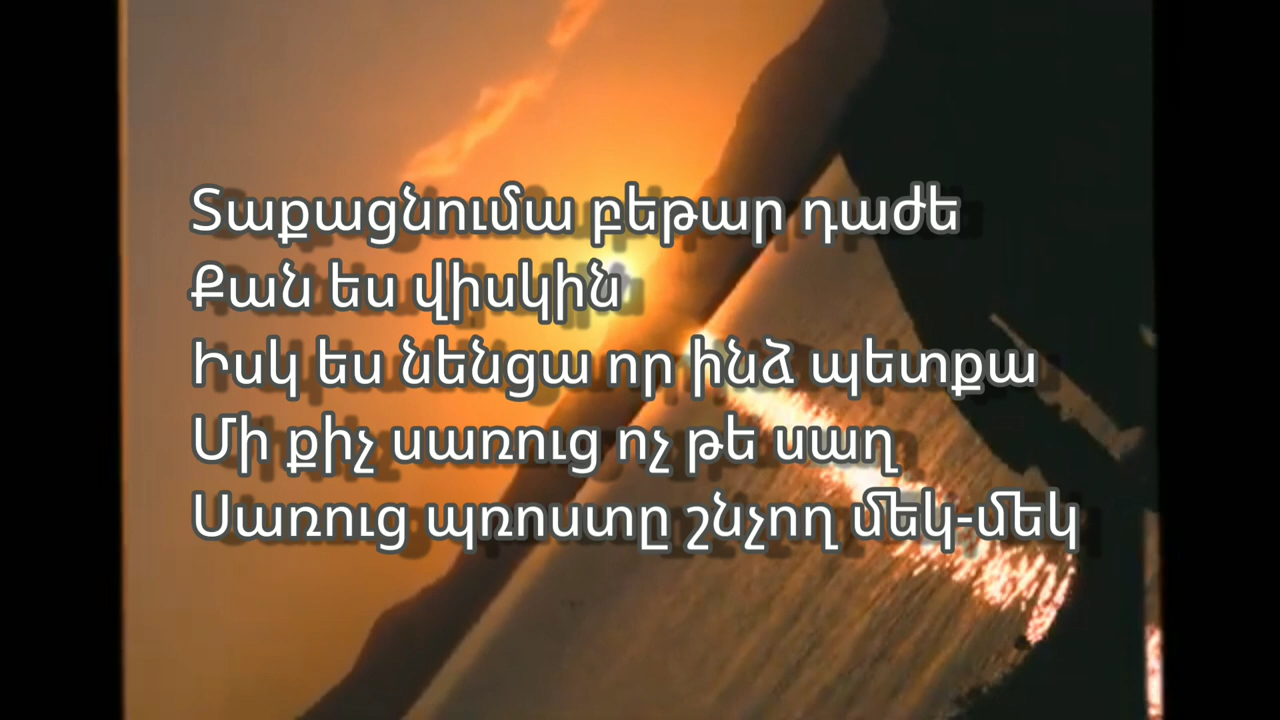 Տաքացնումա բեթար դաժե
Քան ես վիսկին
Իսկ ես նենցա որ ինձ պետքա
Մի քիչ սառուց ոչ թե սաղ
Սառուց պռոստը շնչող մեկ-մեկ